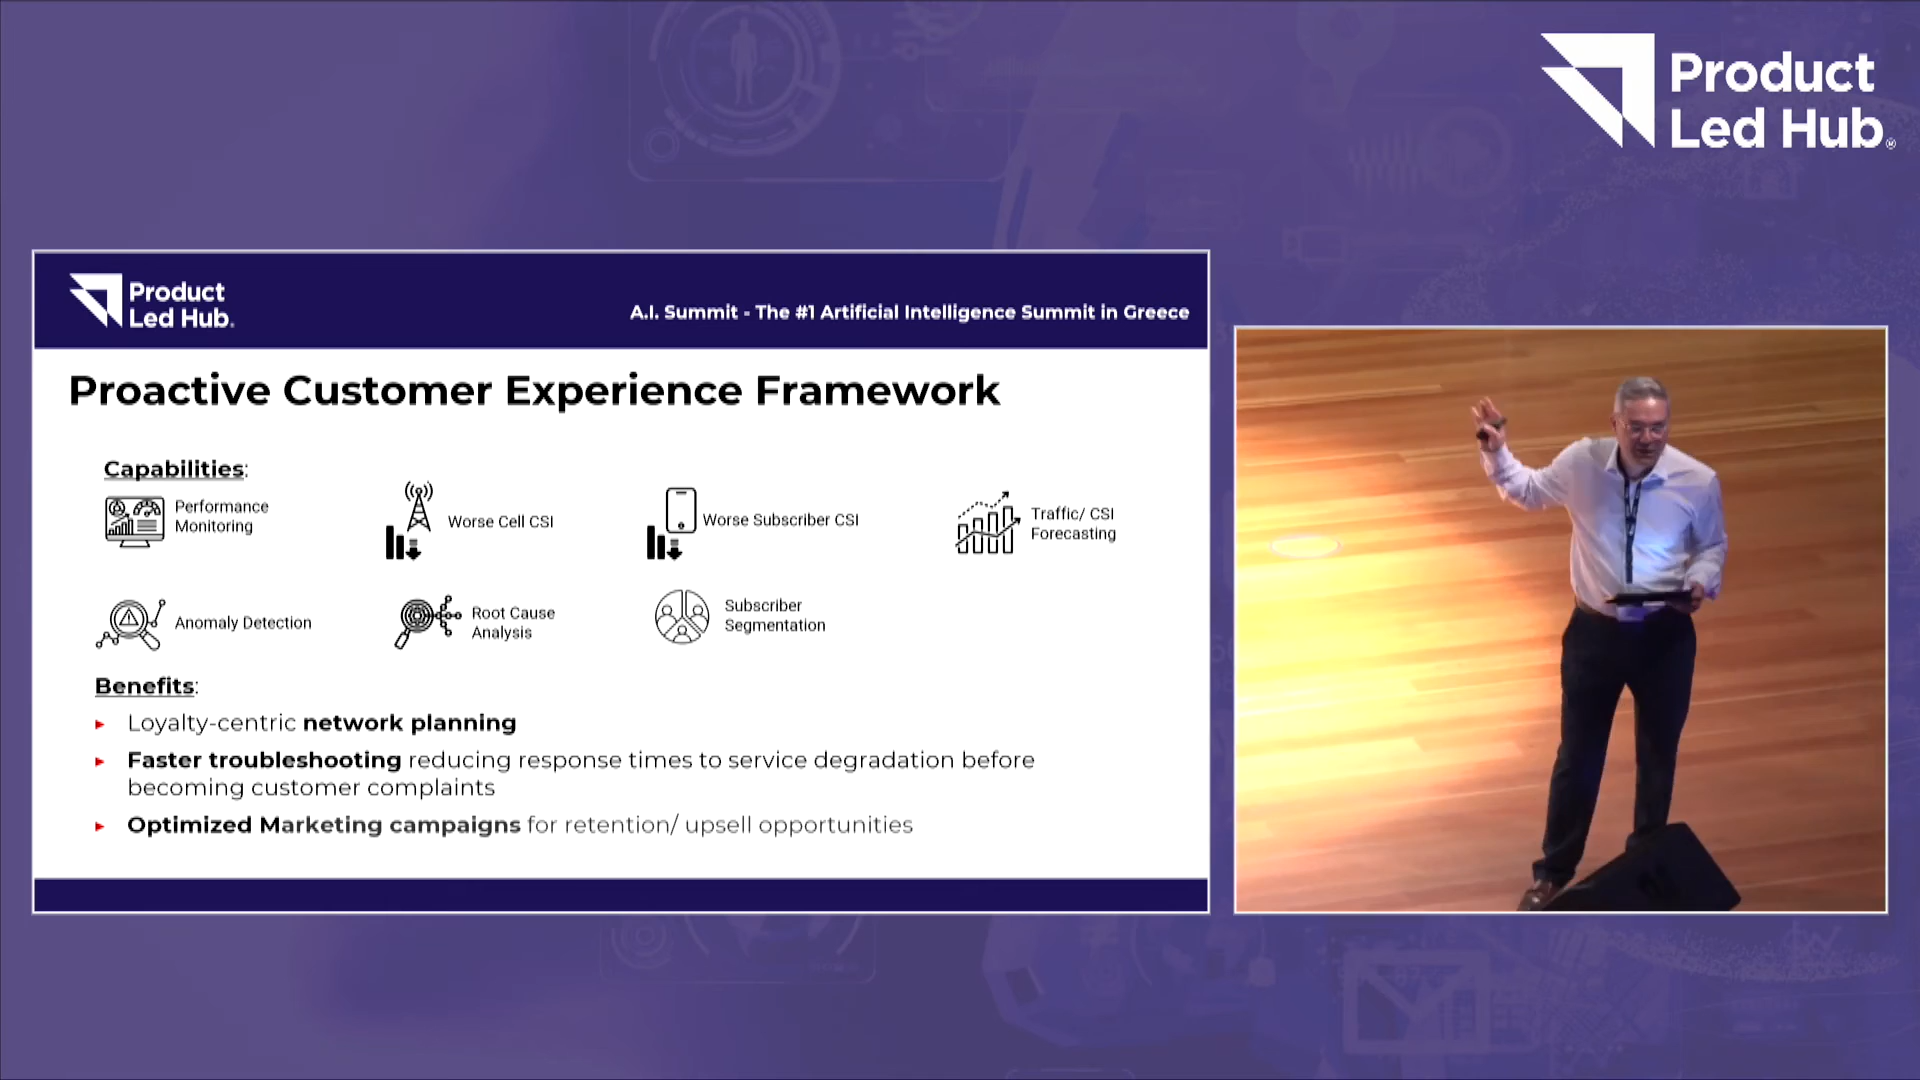 Product
Led Hub
Product
Led Hub
A.I. Summit - The #1 Artificial Intelligence Summit in Greece
Proactive Customer Experience Framework
Capabilities:
Performance
Monitoring
Worse Cell CSI
Worse Subscriber CSI
Traffic/ CSI
Forecasting
Anomaly Detection
Root Cause
Analysis
Subscriber
Segmentation
Benefits:
Loyalty-centric network planning
Faster troubleshooting reducing response times to service degradation before
becoming customer complaints
Optimized Marketing campaigns for retention/ upsell opportunities